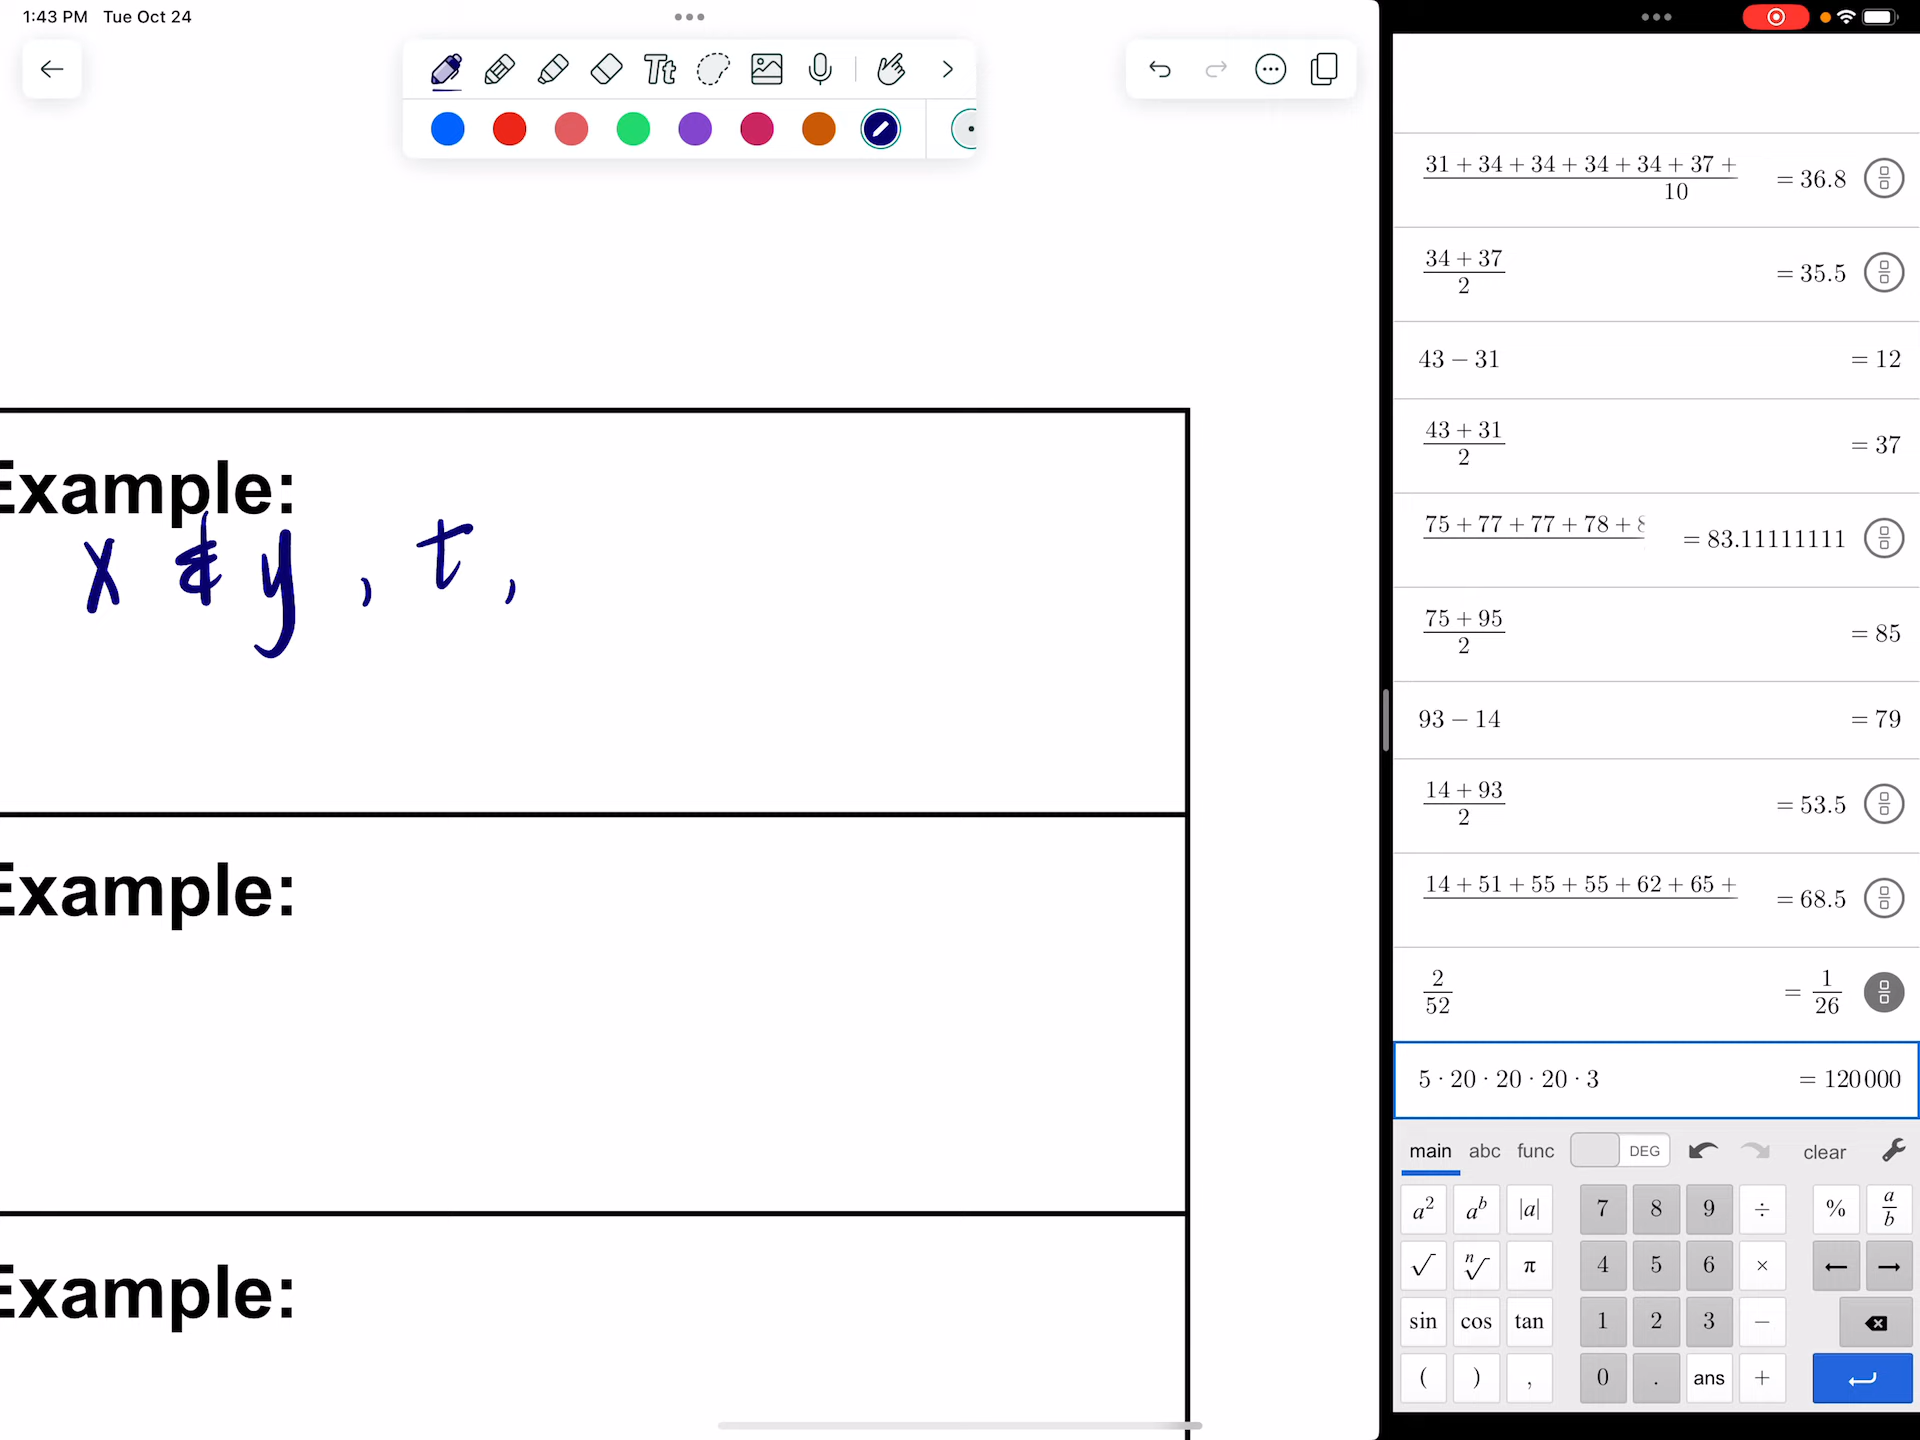 1:43 PM Tue Oct 24
Tt
Example:
x & y , t ,
Example:
Example:
31 + 34 + 34 + 34 + 34 + 37 +
10
= 36.8
34 + 37
2
= 35.5
43 − 31 = 12
43 + 31
2
= 37
75 + 77 + 77 + 78 + 8
= 83.11111111
75 + 95
2
= 85
93 − 14 = 79
14 + 93
2
= 53.5
14 + 51 + 55 + 55 + 62 + 65 +
= 68.5
2
52
= 1
26
5 · 20 · 20 · 20 · 3 = 120000
main abc func DEG clear
a² aᵇ |a| 7 8 9 ÷ % a/b
√ ⁿ√ π 4 5 6 × ← →
sin cos tan 1 2 3 −
( ) , 0 . ans +